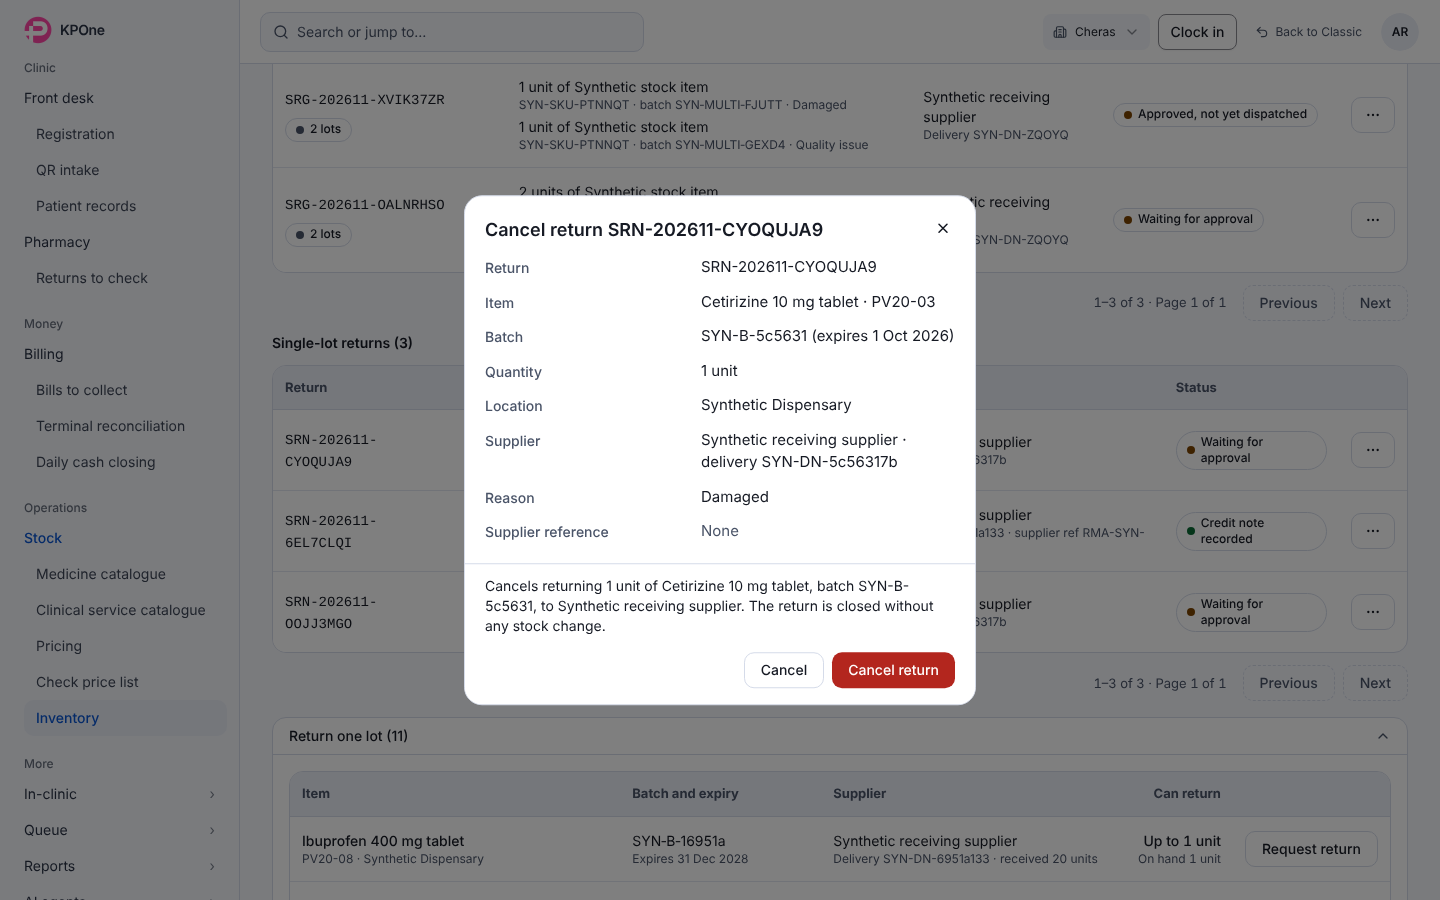 KPOne
Search or jump to...
Cheras
Clock in
Back to Classic
AR
Clinic
Front desk
Registration
QR intake
Patient records
Pharmacy
Returns to check
Money
Billing
Bills to collect
Terminal reconciliation
Daily cash closing
Operations
Stock
Medicine catalogue
Clinical service catalogue
Pricing
Check price list
Inventory
More
In-clinic
Queue
Reports
SRG-202611-XVIK37ZR
2 lots
1 unit of Synthetic stock item
SYN-SKU-PTNNQT · batch SYN-MULTI-FJUTT · Damaged
1 unit of Synthetic stock item
SYN-SKU-PTNNQT · batch SYN-MULTI-GEXD4 · Quality issue
Synthetic receiving
supplier
Delivery SYN-DN-ZQOYQ
Approved, not yet dispatched
SRG-202611-OALNRHSO
2 lots
2 units of Synthetic stock item
receiving
SYN-DN-ZQOYQ
Waiting for approval
1–3 of 3 · Page 1 of 1
Previous
Next
Single-lot returns (3)
Return
Status
SRN-202611-
CYOQUJA9
supplier
Waiting for
approval
SRN-202611-
6EL7CLQI
supplier
· supplier ref RMA-SYN-
Credit note
recorded
SRN-202611-
OOJJ3MGO
supplier
Waiting for
approval
1–3 of 3 · Page 1 of 1
Previous
Next
Cancel return SRN-202611-CYOQUJA9
Return SRN-202611-CYOQUJA9
Item Cetirizine 10 mg tablet · PV20-03
Batch SYN-B-5c5631 (expires 1 Oct 2026)
Quantity 1 unit
Location Synthetic Dispensary
Supplier Synthetic receiving supplier ·
delivery SYN-DN-5c56317b
Reason Damaged
Supplier reference None
Cancels returning 1 unit of Cetirizine 10 mg tablet, batch SYN-B-
5c5631, to Synthetic receiving supplier. The return is closed without
any stock change.
Cancel
Cancel return
Return one lot (11)
Item Batch and expiry Supplier Can return
Ibuprofen 400 mg tablet
PV20-08 · Synthetic Dispensary
SYN-B-16951a
Expires 31 Dec 2028
Synthetic receiving supplier
Delivery SYN-DN-6951a133 · received 20 units
Up to 1 unit
On hand 1 unit
Request return